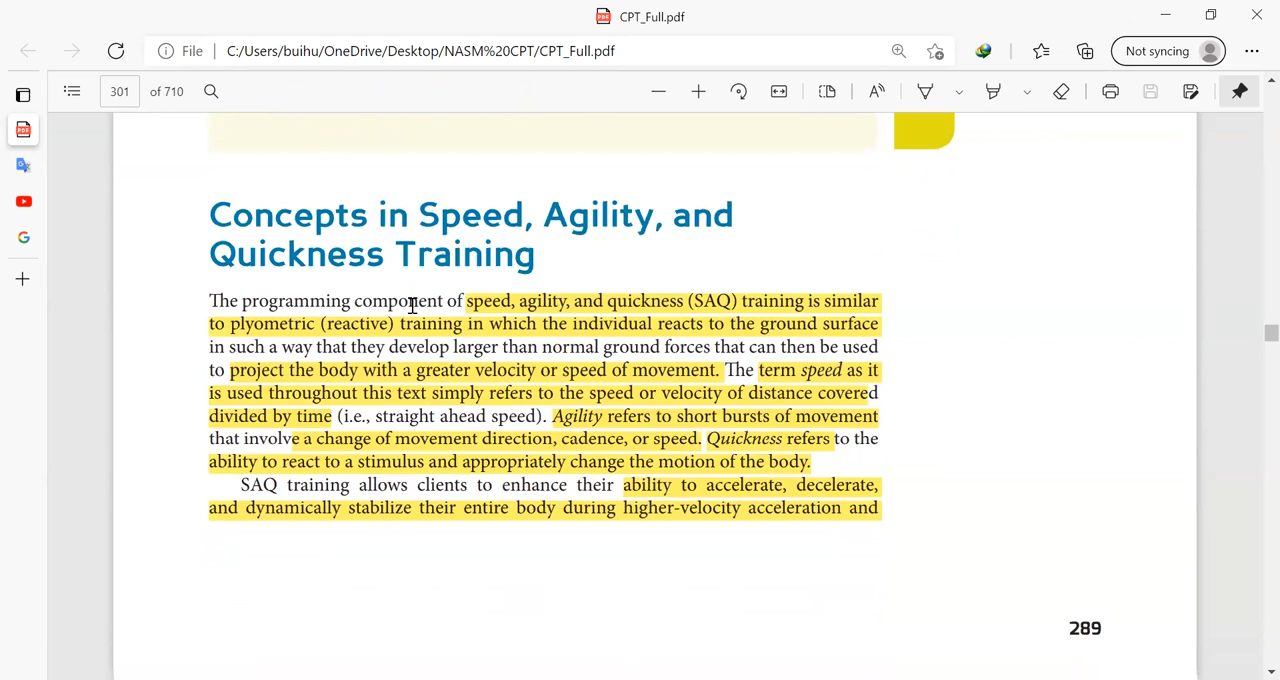 CPT_Full.pdf
File C:/Users/buihu/OneDrive/Desktop/NASM%20CPT/CPT_Full.pdf
Not syncing
301 of 710
Concepts in Speed, Agility, and
Quickness Training
The programming component of speed, agility, and quickness (SAQ) training is similar
to plyometric (reactive) training in which the individual reacts to the ground surface
in such a way that they develop larger than normal ground forces that can then be used
to project the body with a greater velocity or speed of movement. The term speed as it
is used throughout this text simply refers to the speed or velocity of distance covered
divided by time (i.e., straight ahead speed). Agility refers to short bursts of movement
that involve a change of movement direction, cadence, or speed. Quickness refers to the
ability to react to a stimulus and appropriately change the motion of the body.
SAQ training allows clients to enhance their ability to accelerate, decelerate,
and dynamically stabilize their entire body during higher-velocity acceleration and
289